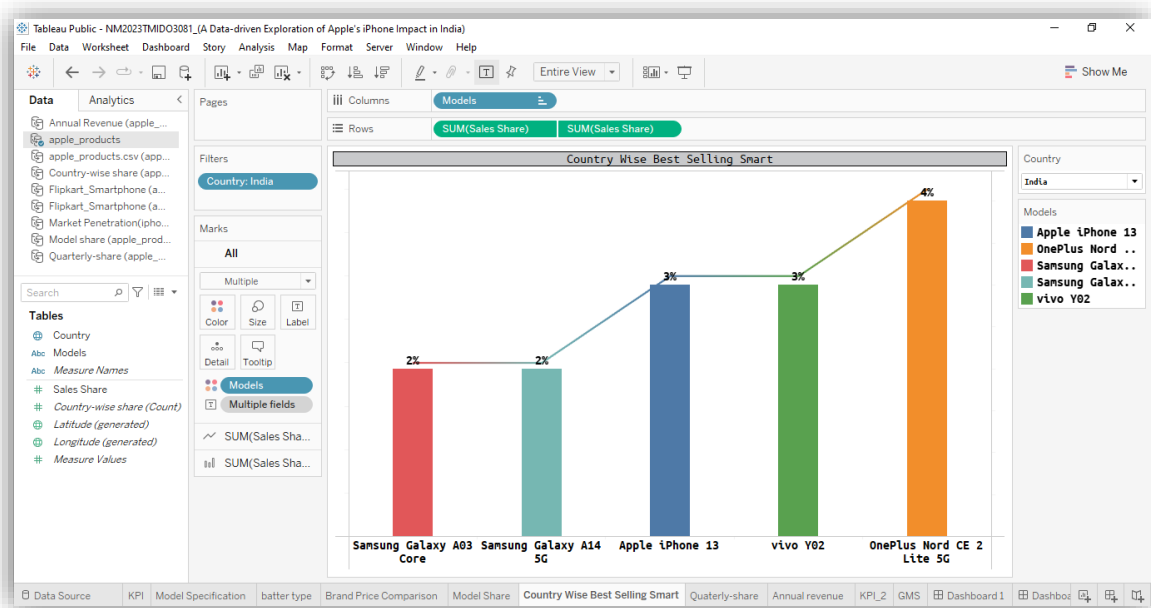 Tableau Public - NM2023TMIDO3081_(A Data-driven Exploration of Apple's iPhone Impact in India)
File Data Worksheet Dashboard Story Analysis Map Format Server Window Help
Entire View
Show Me
Data Analytics
Annual Revenue (apple_...
apple_products
apple_products.csv (app...
Country-wise share (app...
Flipkart_Smartphone (a...
Flipkart_Smartphone (a...
Market Penetration(ipho...
Model share (apple_prod...
Quarterly-share (apple_...
Search
Tables
Country
Abc Models
Abc Measure Names
# Sales Share
# Country-wise share (Count)
Latitude (generated)
Longitude (generated)
# Measure Values
Pages
Filters
Country: India
Marks
All
Multiple
Color Size Label
Detail Tooltip
Models
Multiple fields
SUM(Sales Sha...
SUM(Sales Sha...
Columns Models
Rows SUM(Sales Share) SUM(Sales Share)
Country Wise Best Selling Smart
2% 2% 3% 3% 4%
Samsung Galaxy A03 Core
Samsung Galaxy A14 5G
Apple iPhone 13
vivo Y02
OnePlus Nord CE 2 Lite 5G
Country
India
Models
Apple iPhone 13
OnePlus Nord ..
Samsung Galax..
Samsung Galax..
vivo Y02
Data Source KPI Model Specification batter type Brand Price Comparison Model Share Country Wise Best Selling Smart Quaterly-share Annual revenue KPI_2 GMS Dashboard 1 Dashboa